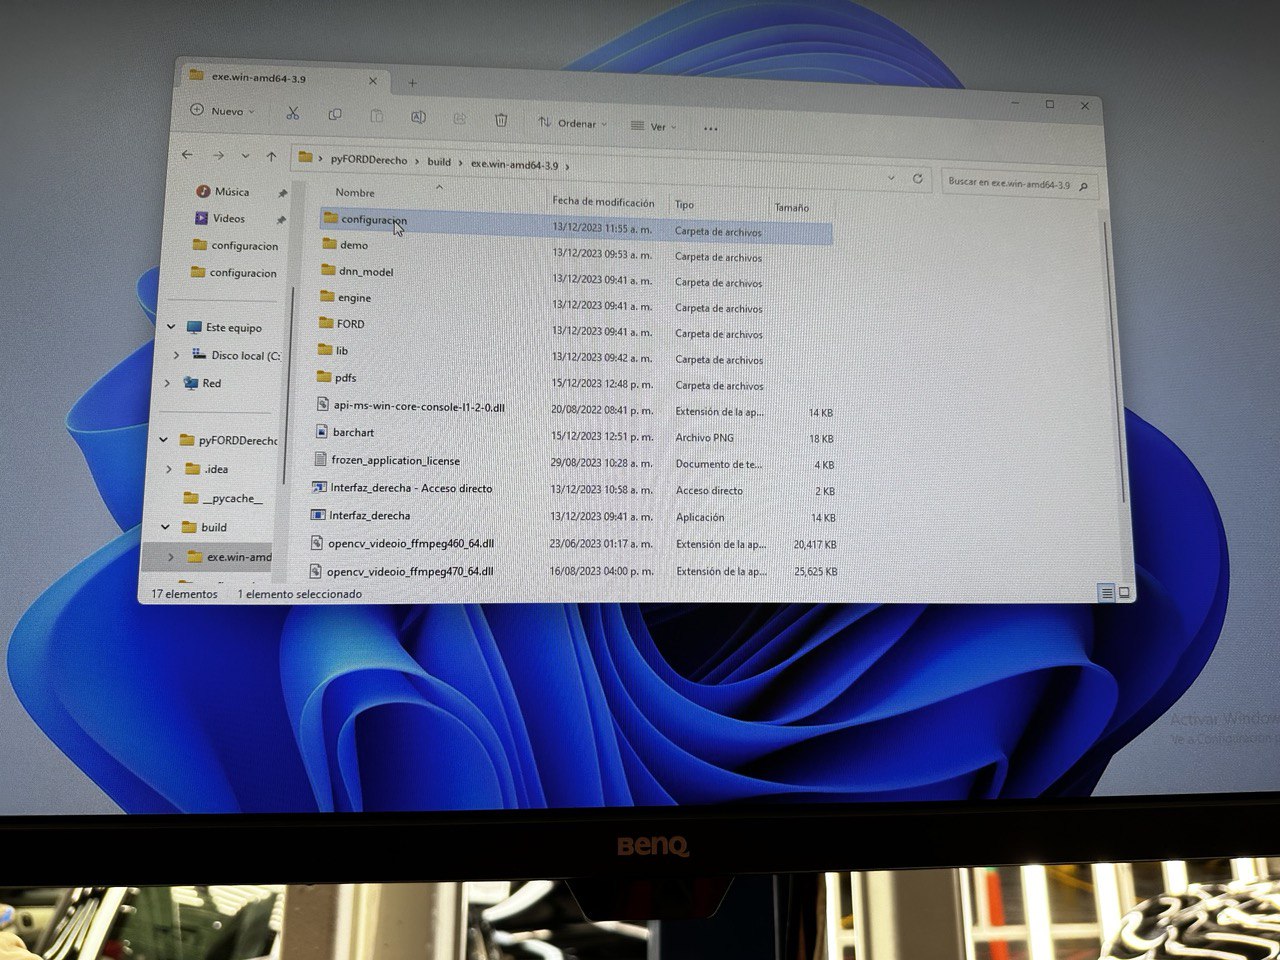 exe.win-amd64-3.9
Nuevo
Ordenar
Ver
pyFORDDerecho > build > exe.win-amd64-3.9 >
Buscar en exe.win-amd64-3.9
Música
Videos
configuracion
configuracion
Este equipo
Disco local (C:
Red
pyFORDDerecho
.idea
__pycache__
build
exe.win-amd
Nombre Fecha de modificación Tipo Tamaño
configuracion 13/12/2023 11:55 a. m. Carpeta de archivos
demo 13/12/2023 09:53 a. m. Carpeta de archivos
dnn_model 13/12/2023 09:41 a. m. Carpeta de archivos
engine 13/12/2023 09:41 a. m. Carpeta de archivos
FORD 13/12/2023 09:41 a. m. Carpeta de archivos
lib 13/12/2023 09:42 a. m. Carpeta de archivos
pdfs 15/12/2023 12:48 p. m. Carpeta de archivos
api-ms-win-core-console-l1-2-0.dll 20/08/2022 08:41 p. m. Extensión de la ap... 14 KB
barchart 15/12/2023 12:51 p. m. Archivo PNG 18 KB
frozen_application_license 29/08/2023 10:28 a. m. Documento de te... 4 KB
Interfaz_derecha - Acceso directo 13/12/2023 10:58 a. m. Acceso directo 2 KB
Interfaz_derecha 13/12/2023 09:41 a. m. Aplicación 14 KB
opencv_videoio_ffmpeg460_64.dll 23/06/2023 01:17 a. m. Extensión de la ap... 20,417 KB
opencv_videoio_ffmpeg470_64.dll 16/08/2023 04:00 p. m. Extensión de la ap... 25,625 KB
17 elementos 1 elemento seleccionado
Activar Window
Ve a Configuración
BenQ